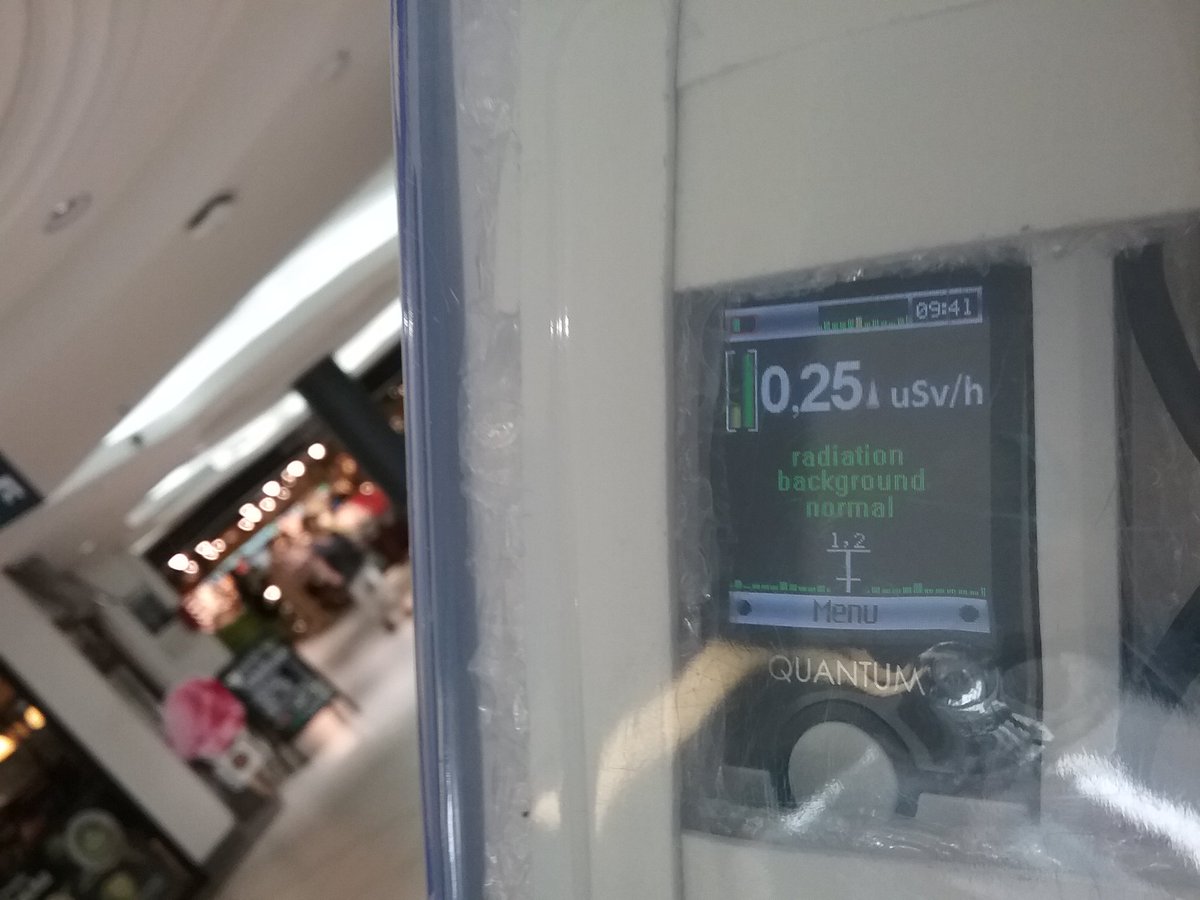 09:41
0,25 uSv/h
radiation
background
normal
1,2
Menu
QUANTUM